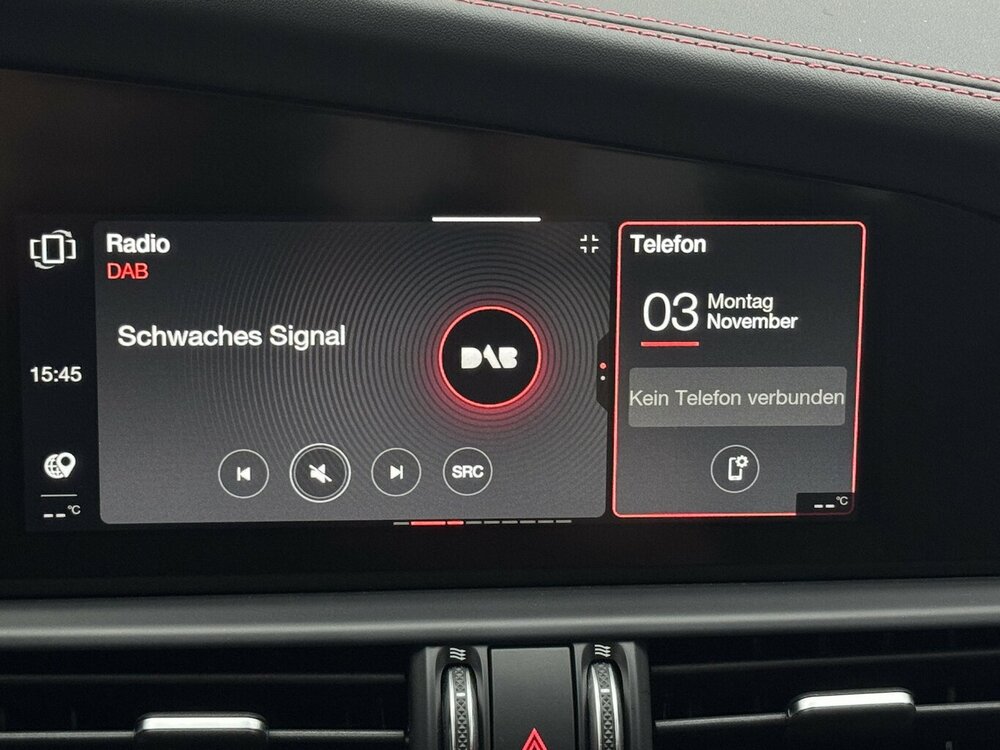 Radio
DAB
Schwaches Signal
DAB
SRC
15:45
--°C
Telefon
03 Montag
November
Kein Telefon verbunden
--°C